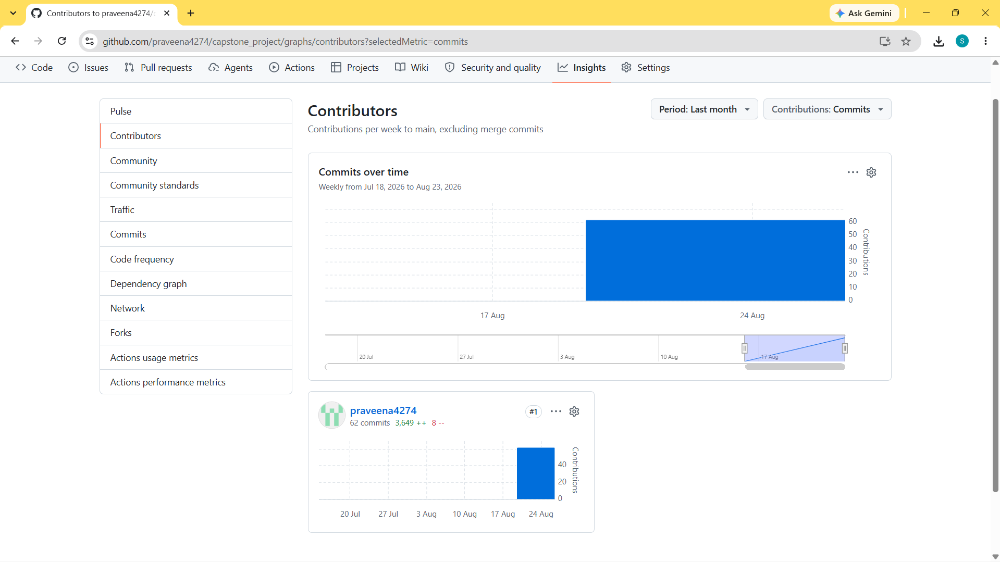 Contributors to praveena4274/
Ask Gemini
github.com/praveena4274/capstone_project/graphs/contributors?selectedMetric=commits
S
Code Issues Pull requests Agents Actions Projects Wiki Security and quality Insights Settings
Pulse
Contributors
Community
Community standards
Traffic
Commits
Code frequency
Dependency graph
Network
Forks
Actions usage metrics
Actions performance metrics
Contributors
Contributions per week to main, excluding merge commits
Period: Last month
Contributions: Commits
Commits over time
Weekly from Jul 18, 2026 to Aug 23, 2026
60
50
40
30
20
10
0
Contributions
17 Aug 24 Aug
20 Jul 27 Jul 3 Aug 10 Aug 17 Aug
praveena4274
#1
62 commits 3,649 ++ 8 --
40
20
0
Contributions
20 Jul 27 Jul 3 Aug 10 Aug 17 Aug 24 Aug